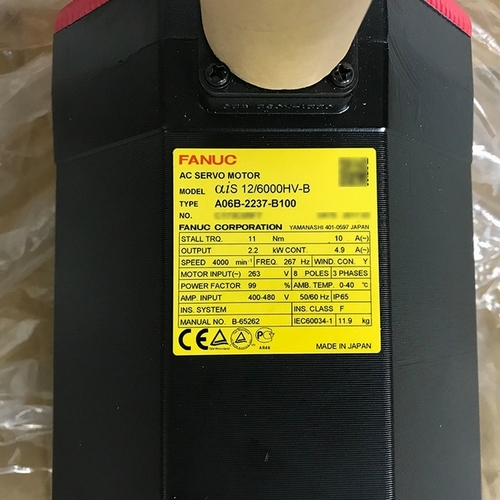 FANUC
AC SERVO MOTOR
MODEL αiS 12/6000HV-B
TYPE A06B-2237-B100
NO.
FANUC CORPORATION YAMANASHI 401-0597 JAPAN
STALL TRQ. 11 Nm 10 A(~)
OUTPUT 2.2 kW CONT. 4.9 A(~)
SPEED 4000 min⁻¹ FREQ. 267 Hz WIND. CON. Y
MOTOR INPUT(~) 263 V 8 POLES 3 PHASES
POWER FACTOR 99 % AMB. TEMP. 0-40 ℃
AMP. INPUT 400-480 V 50/60 Hz IP65
INS. SYSTEM INS. CLASS F
MANUAL NO. B-65262 IEC60034-1 11.9 kg
MADE IN JAPAN